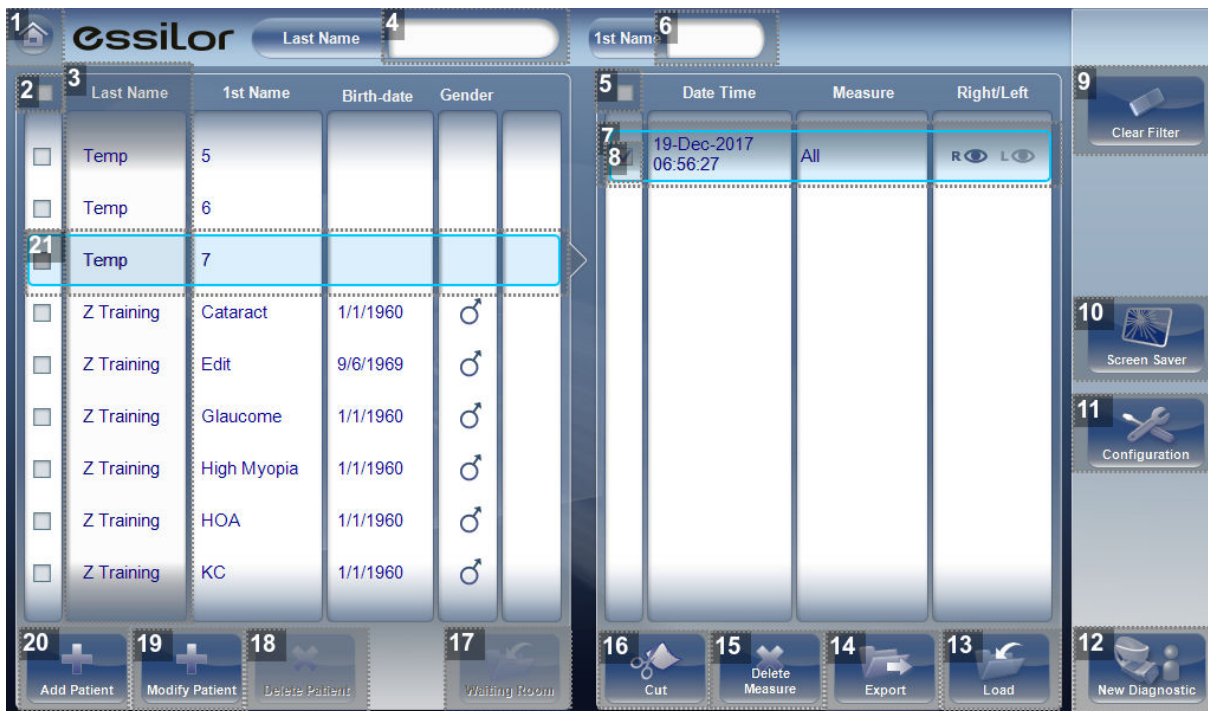 1
essilor
Last Name
4
1st Name
6
2
3
Last Name
1st Name
Birth-date
Gender
5
Date Time
Measure
Right/Left
9
Clear Filter
Temp
5
7
8
19-Dec-2017
06:56:27
All
R L
Temp
6
21
Temp
7
Z Training
Cataract
1/1/1960
10
Screen Saver
Z Training
Edit
9/6/1969
Z Training
Glaucome
1/1/1960
11
Configuration
Z Training
High Myopia
1/1/1960
Z Training
HOA
1/1/1960
Z Training
KC
1/1/1960
20
Add Patient
19
Modify Patient
18
Delete Patient
17
Waiting Room
16
Cut
15
Delete
Measure
14
Export
13
Load
12
New Diagnostic